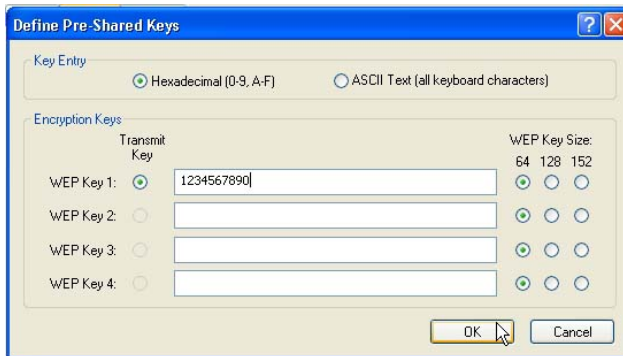 Define Pre-Shared Keys
Key Entry
Hexadecimal (0-9, A-F)  ASCII Text (all keyboard characters)
Encryption Keys
Transmit Key  WEP Key Size:
64  128  152
WEP Key 1:  1234567890
WEP Key 2:
WEP Key 3:
WEP Key 4:
OK  Cancel